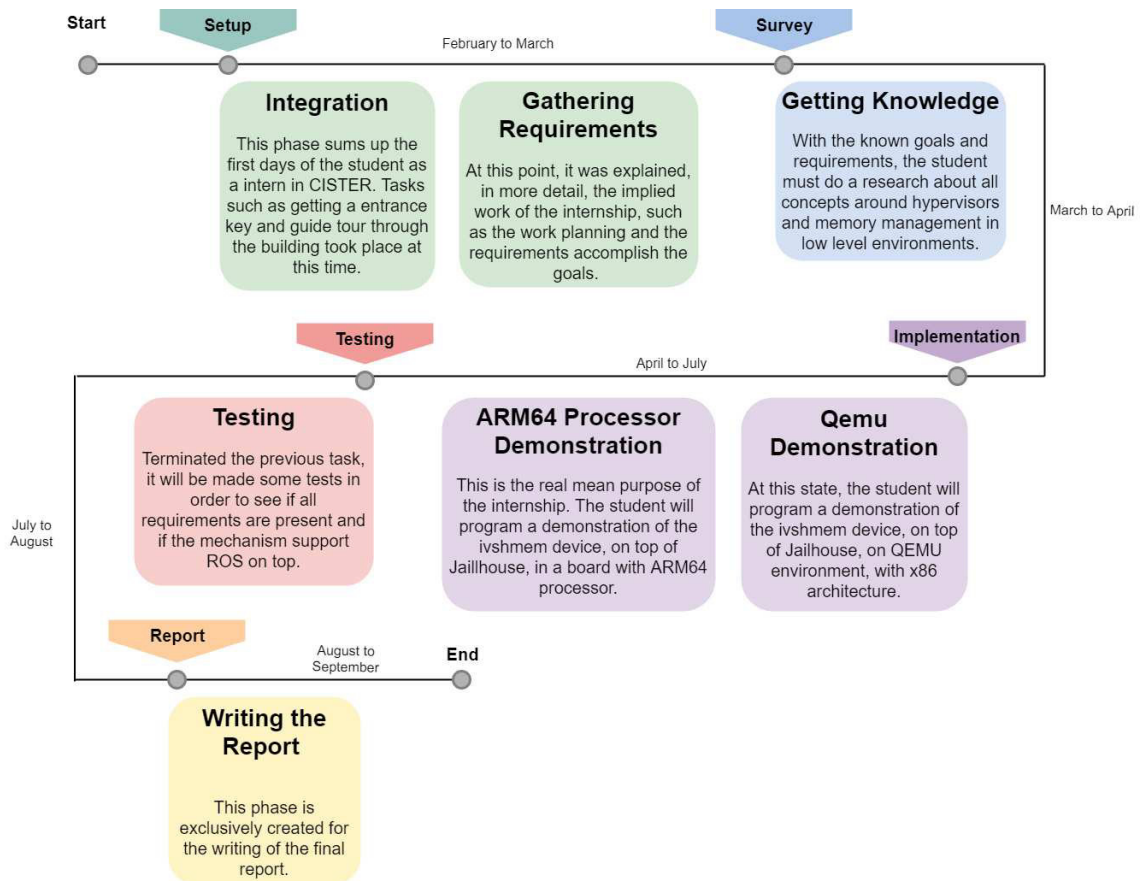 Start
Setup
February to March
Survey
Integration
This phase sums up the
first days of the student as
a intern in CISTER. Tasks
such as getting a entrance
key and guide tour through
the building took place at
this time.
Gathering
Requirements
At this point, it was explained,
in more detail, the implied
work of the internship, such
as the work planning and the
requirements accomplish the
goals.
Getting Knowledge
With the known goals and
requirements, the student
must do a research about all
concepts around hypervisors
and memory management in
low level environments.
March to April
Implementation
April to July
Testing
Qemu
Demonstration
At this state, the student will
program a demonstration of
the ivshmem device, on top
of Jailhouse, on QEMU
environment, with x86
architecture.
ARM64 Processor
Demonstration
This is the real mean purpose of
the internship. The student will
program a demonstration of the
ivshmem device, on top of
Jaillhouse, in a board with ARM64
processor.
Testing
Terminated the previous task,
it will be made some tests in
order to see if all
requirements are present and
if the mechanism support
ROS on top.
July to
August
Report
August to
September
End
Writing the
Report
This phase is
exclusively created for
the writing of the final
report.